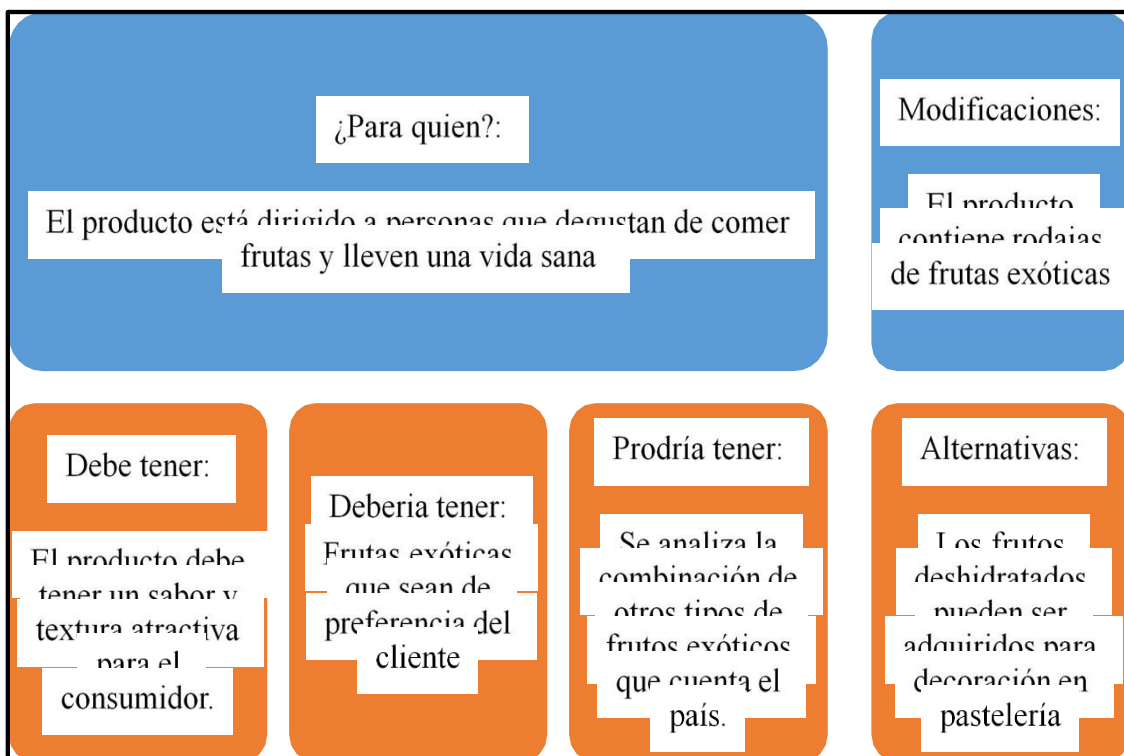 ¿Para quien?:
El producto está dirigido a personas que degustan de comer
frutas y lleven una vida sana
Modificaciones:
El producto
contiene rodajas
de frutas exóticas
Debe tener:
El producto debe
tener un sabor y
textura atractiva
para el
consumidor.
Deberia tener:
Frutas exóticas
que sean de
preferencia del
cliente
Prodría tener:
Se analiza la
combinación de
otros tipos de
frutos exóticos
que cuenta el
país.
Alternativas:
Los frutos
deshidratados
pueden ser
adquiridos para
decoración en
pastelería